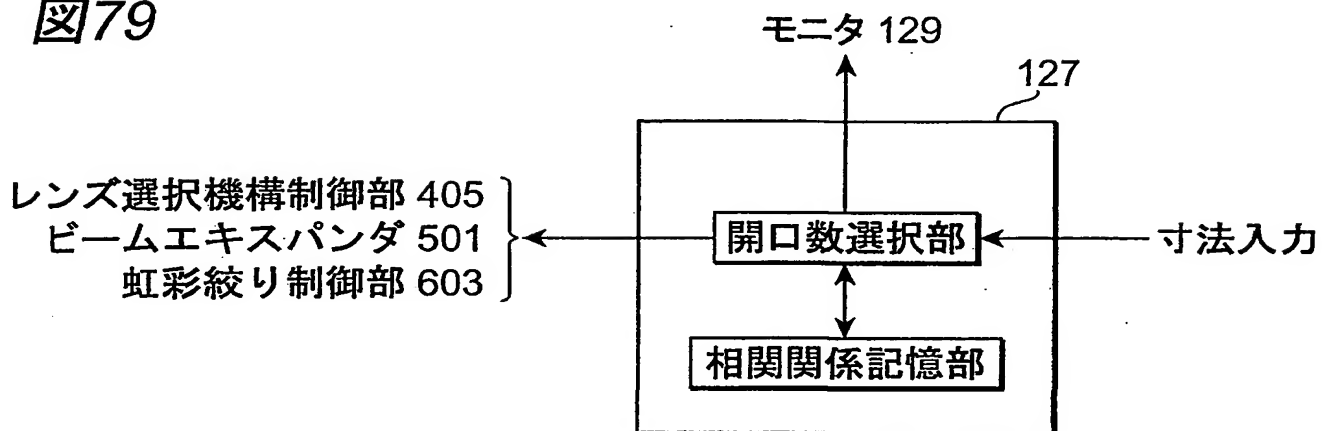 図79
モニタ 129
127
レンズ選択機構制御部 405
ビームエキスパンダ 501
虹彩絞り制御部 603
開口数選択部
寸法入力
相関関係記憶部